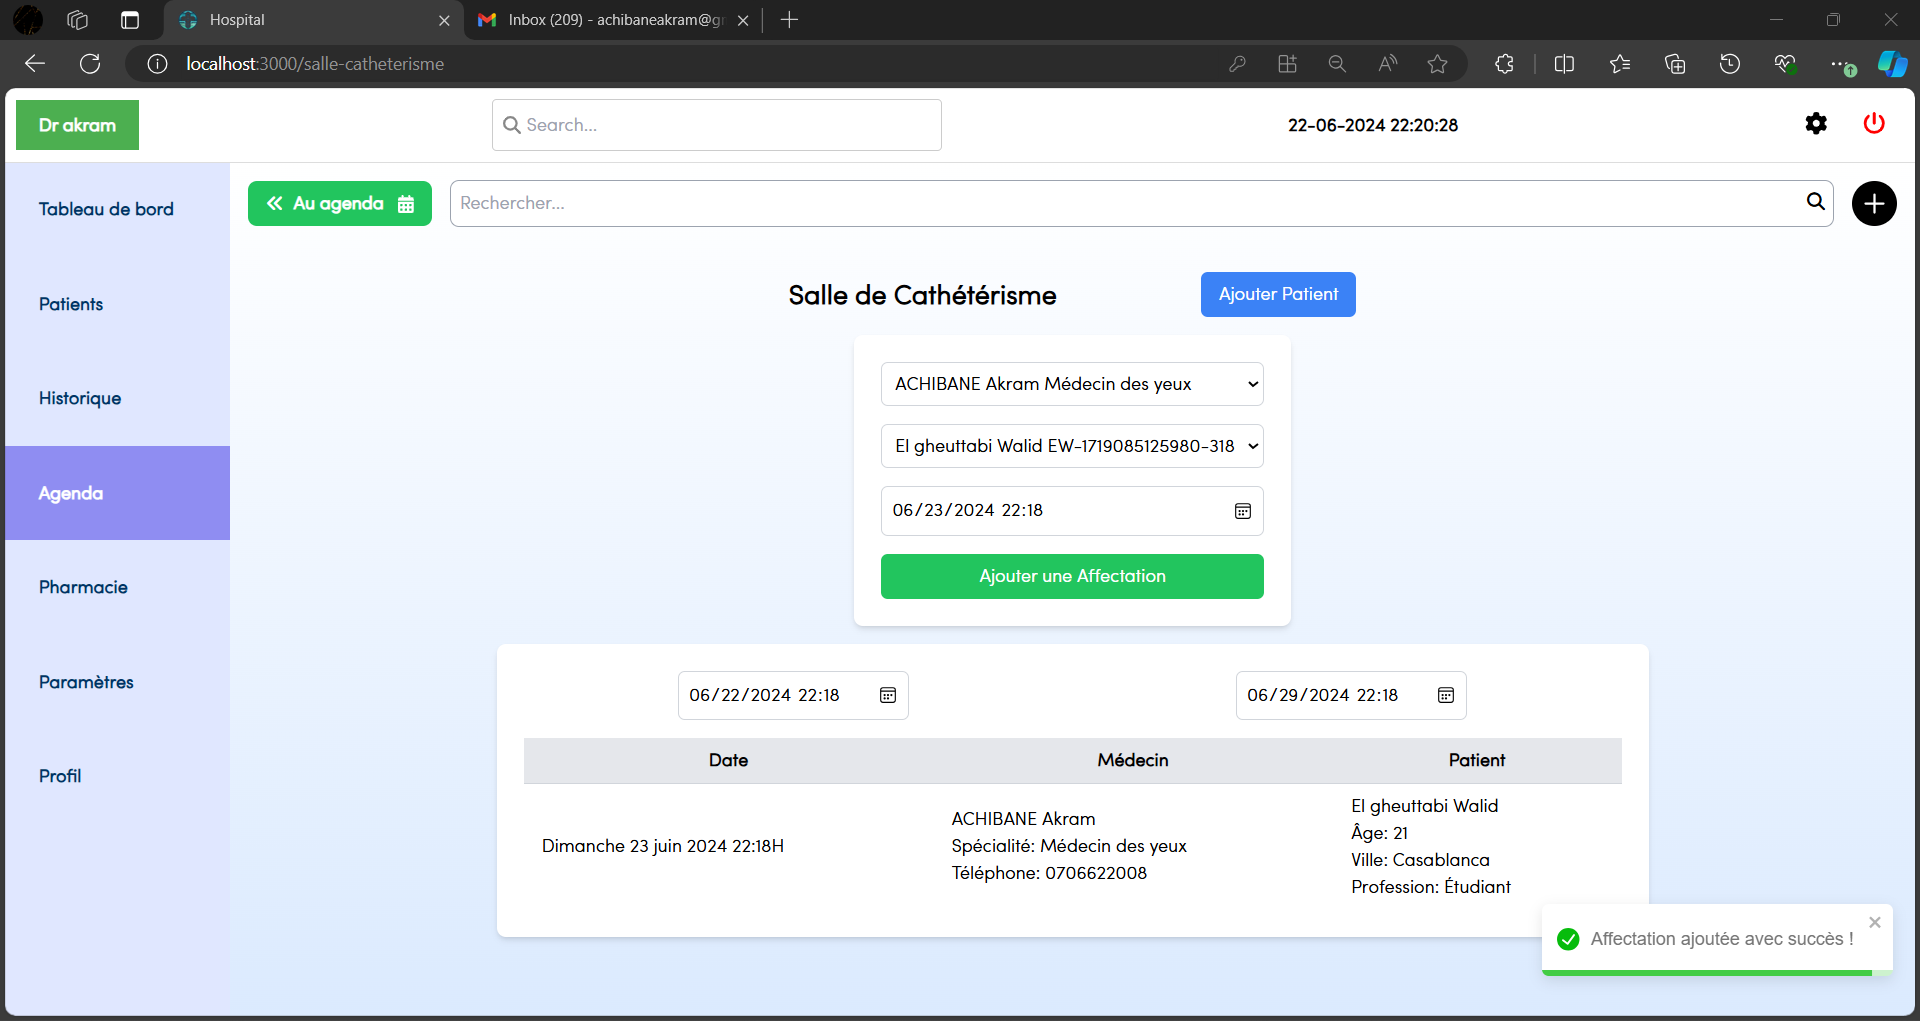 Hospital
Inbox (209) - achibaneakram@gr
localhost:3000/salle-catheterisme
Dr akram
Search...
22-06-2024 22:20:28
Tableau de bord
Patients
Historique
Agenda
Pharmacie
Paramètres
Profil
Au agenda
Rechercher...
Salle de Cathétérisme
Ajouter Patient
ACHIBANE Akram Médecin des yeux
El gheuttabi Walid EW-1719085125980-318
06/23/2024 22:18
Ajouter une Affectation
06/22/2024 22:18
06/29/2024 22:18
Date Médecin Patient
Dimanche 23 juin 2024 22:18H
ACHIBANE Akram
Spécialité: Médecin des yeux
Téléphone: 0706622008
El gheuttabi Walid
Âge: 21
Ville: Casablanca
Profession: Étudiant
Affectation ajoutée avec succès !